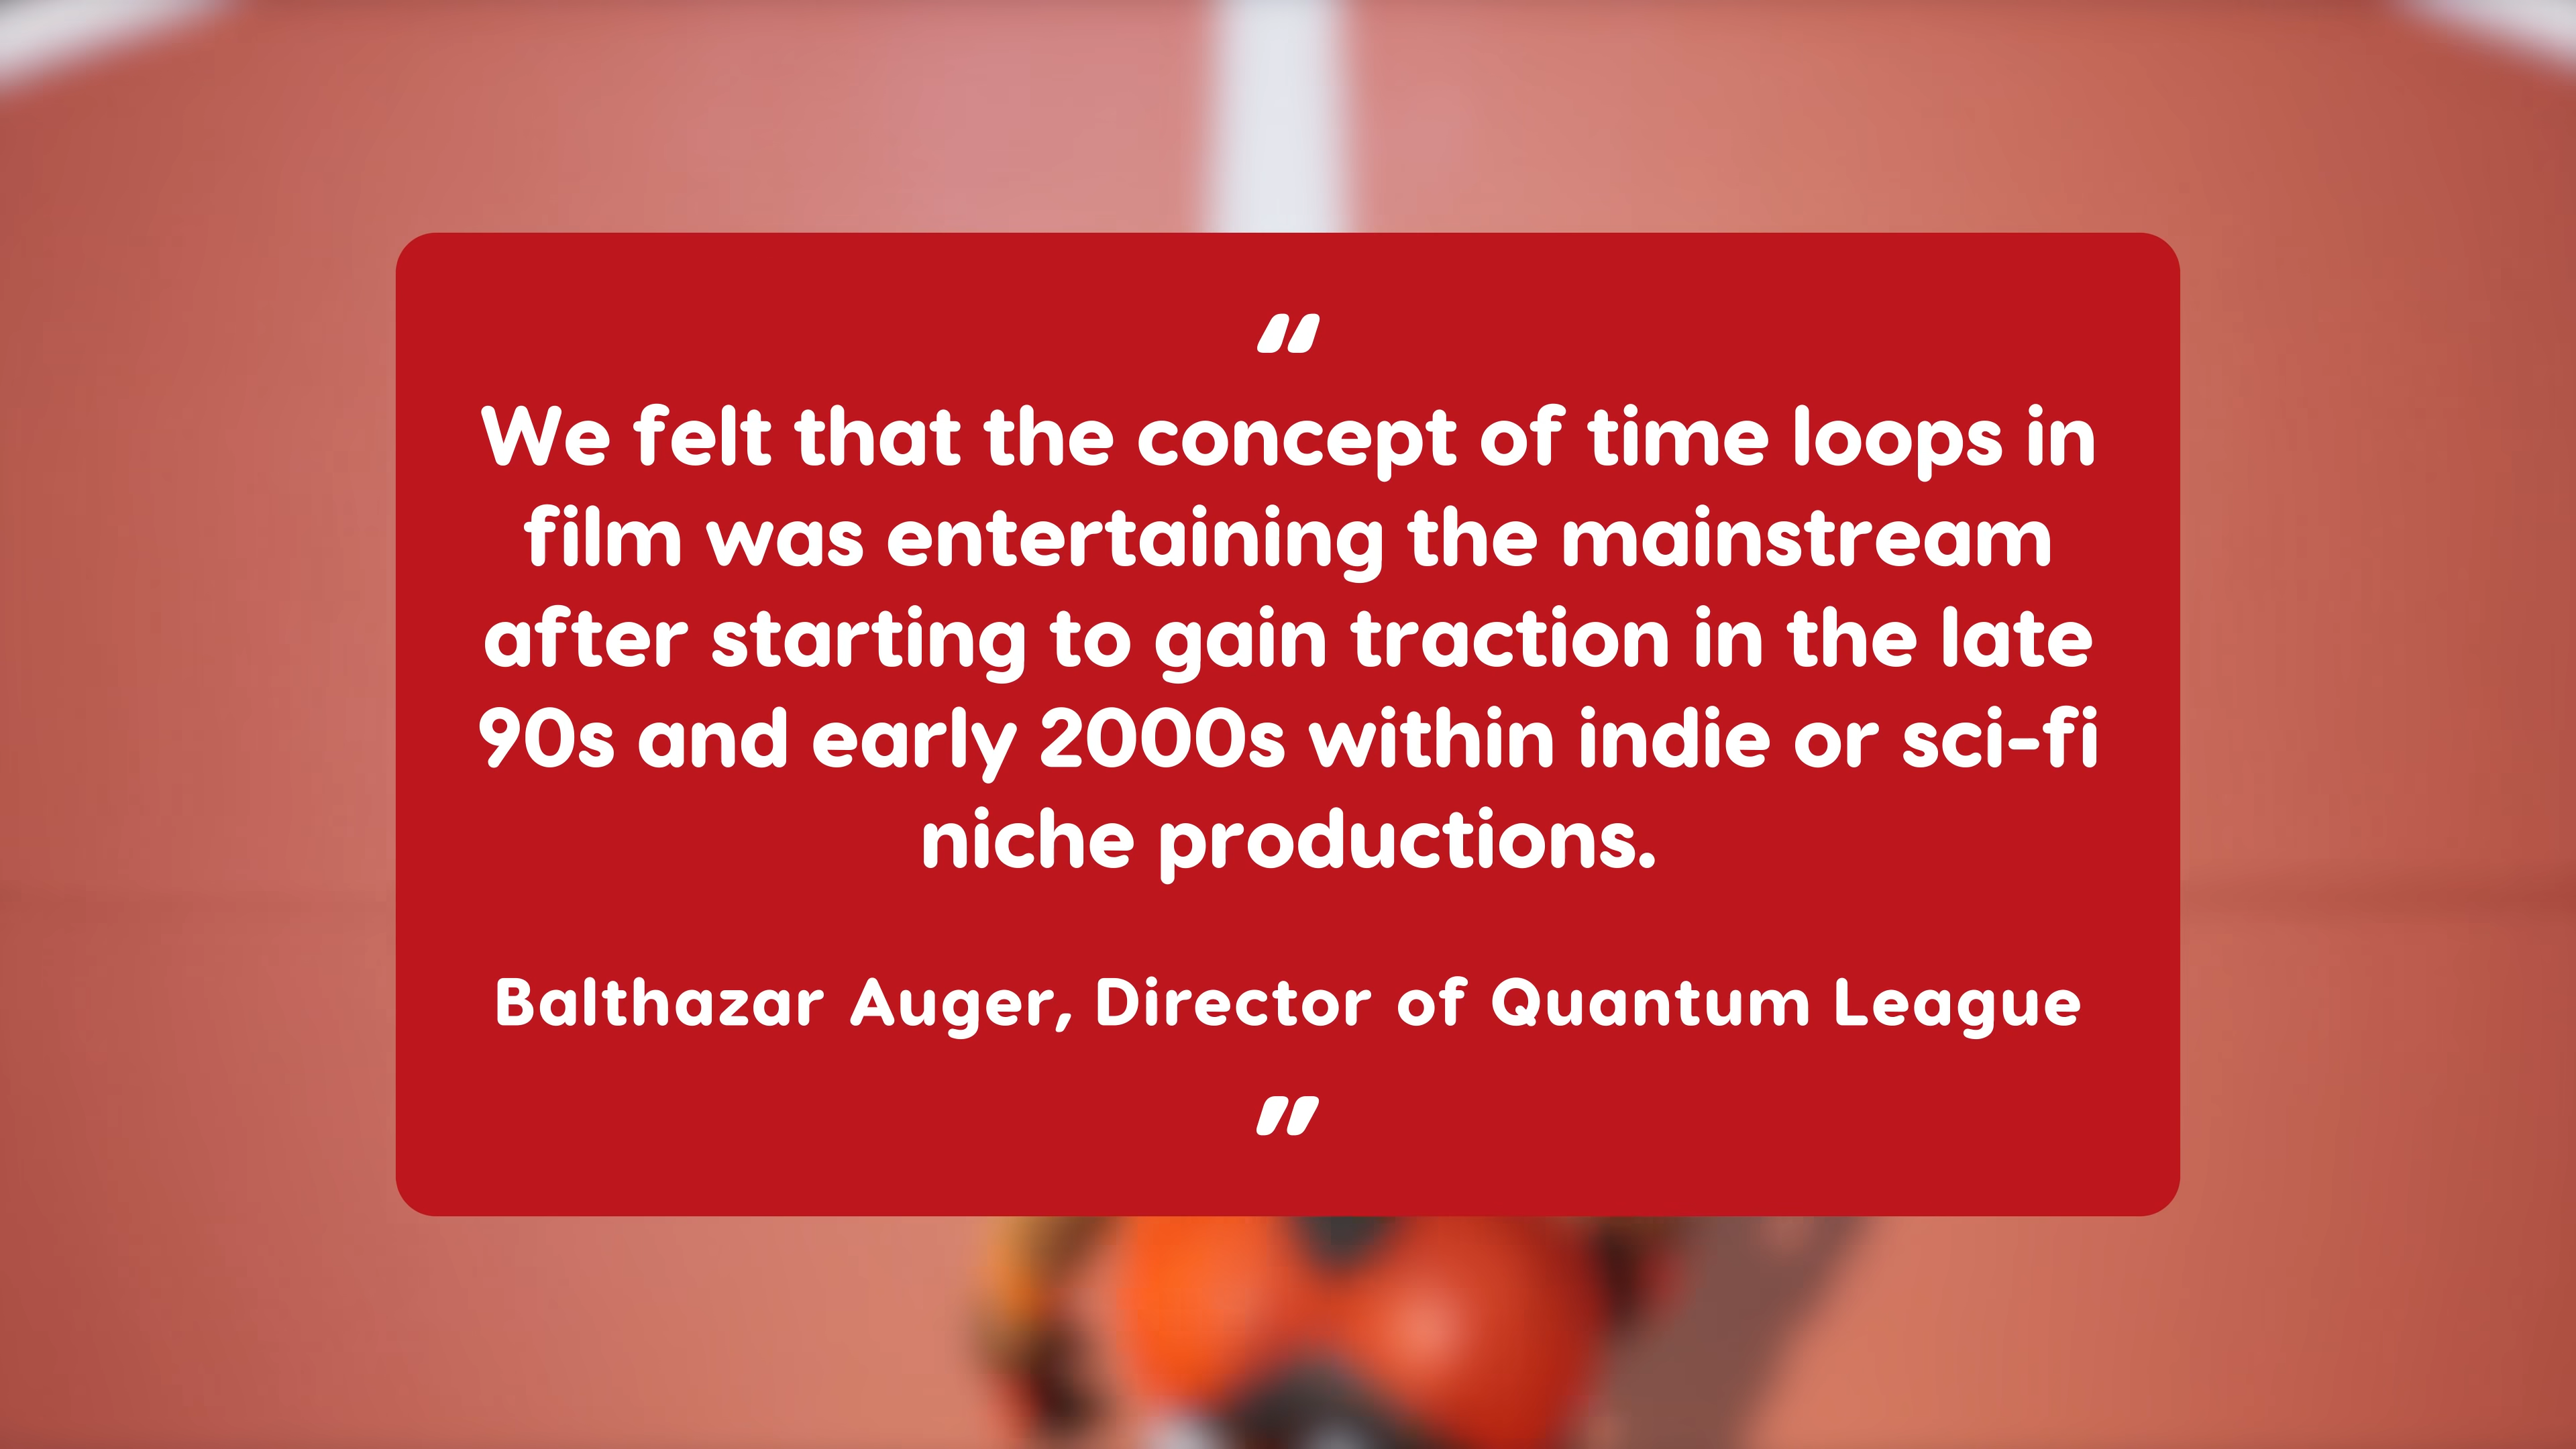 “
We felt that the concept of time loops in
film was entertaining the mainstream
after starting to gain traction in the late
90s and early 2000s within indie or sci-fi
niche productions.
Balthazar Auger, Director of Quantum League
”